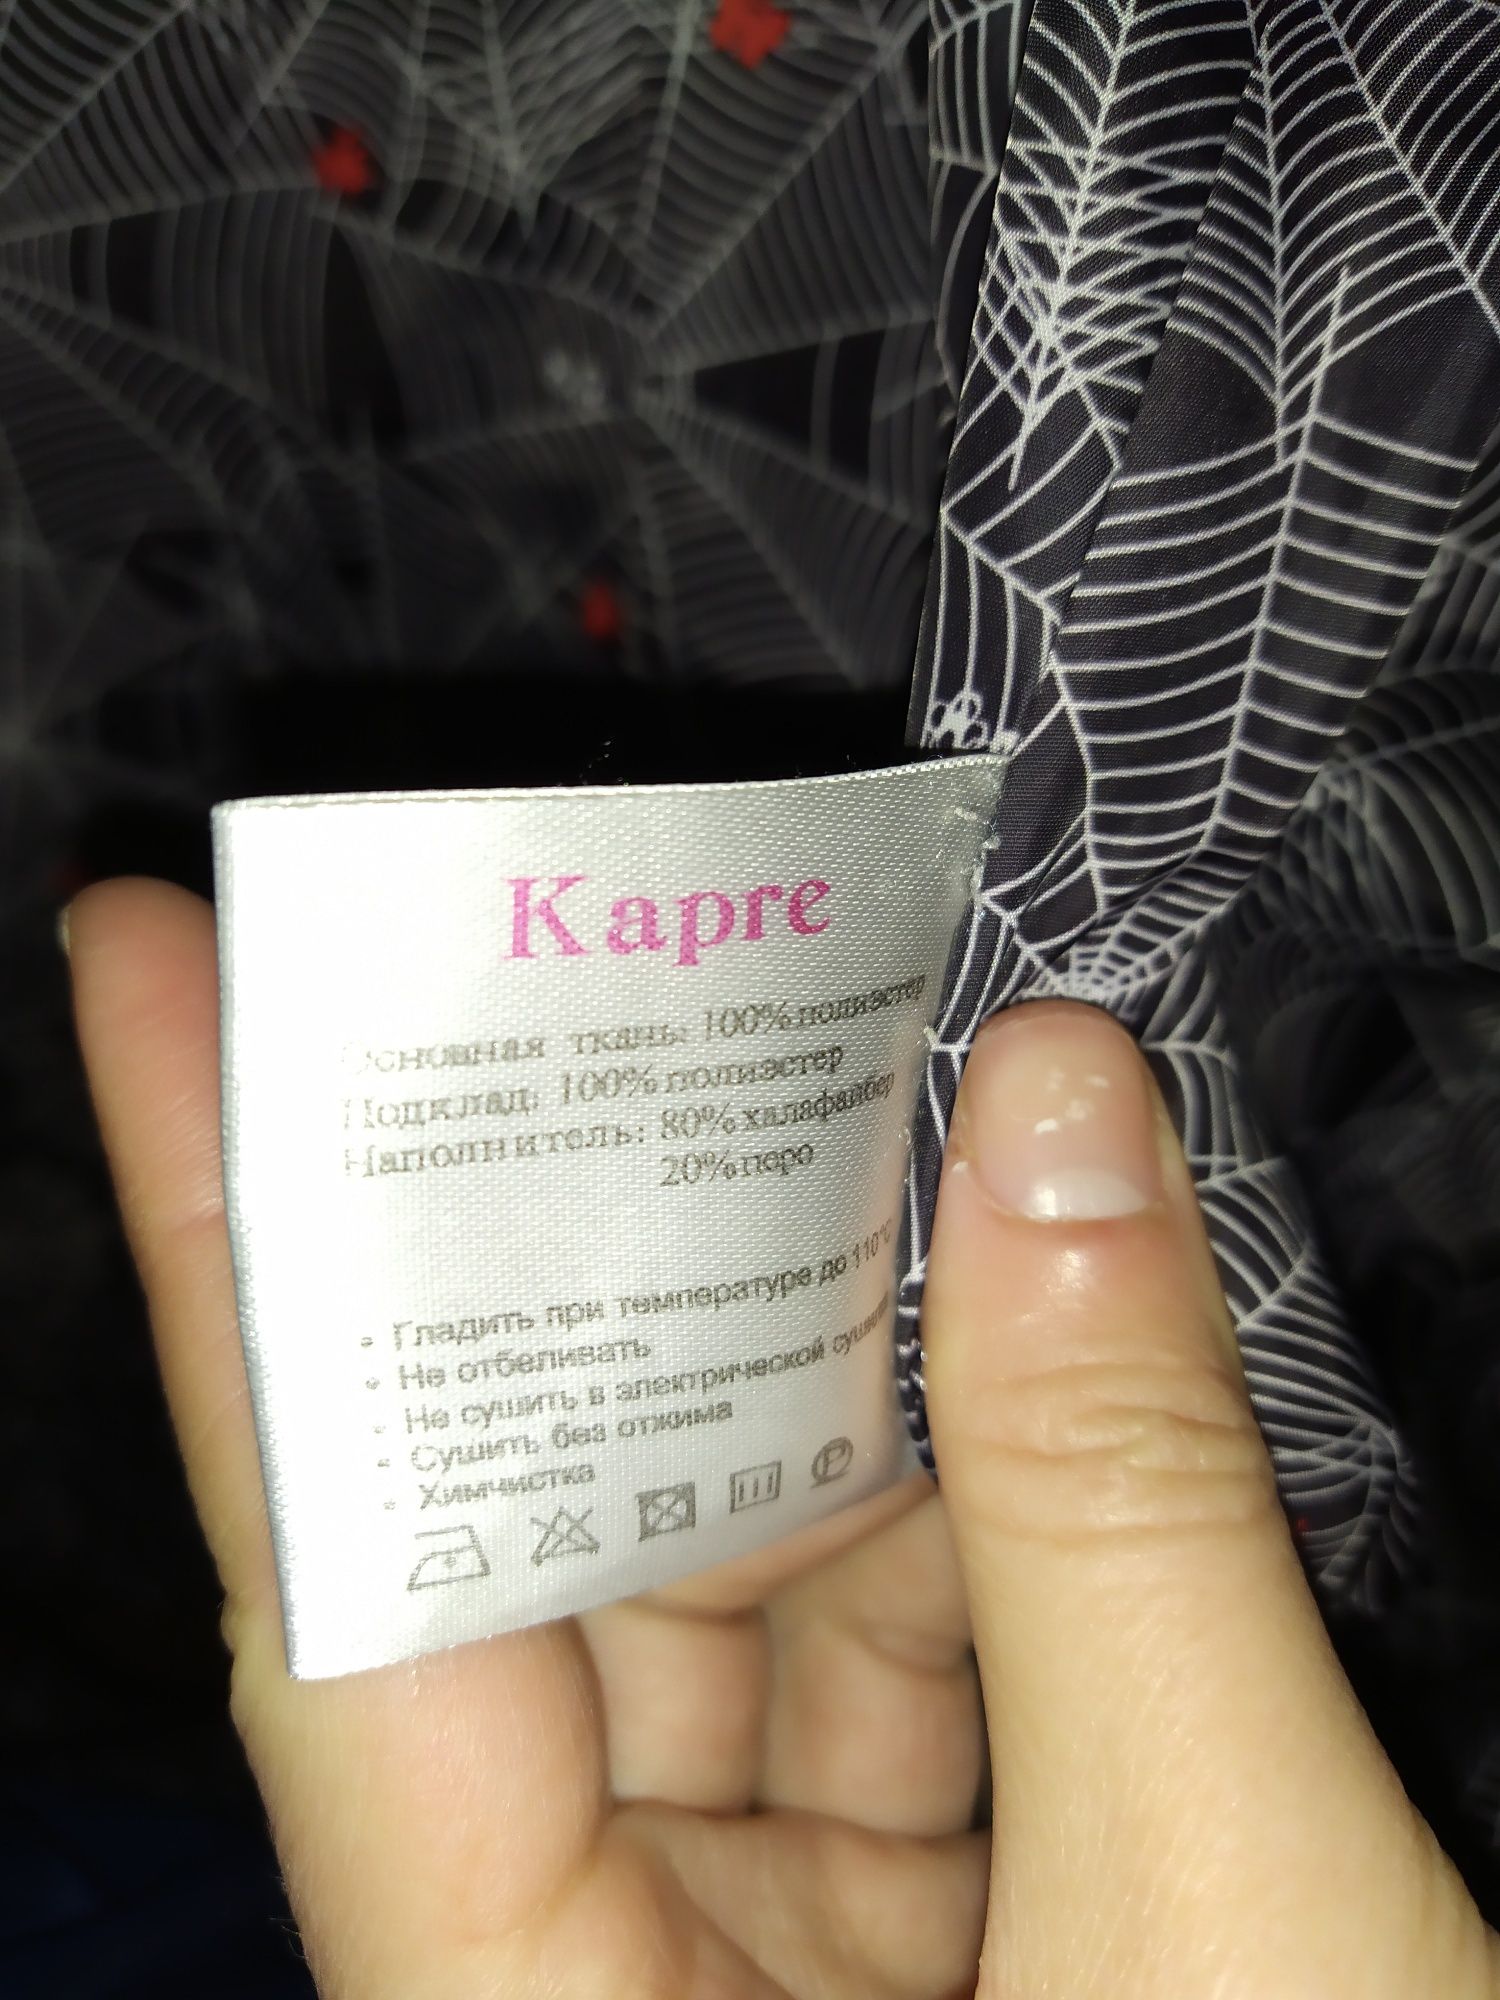 Kapre
Основная ткань: 100% полиэстер
Подклад: 100% полиэстер
Наполнитель: 80% халафайбер
20% перо
• Гладить при температуре до 110°C
• Не отбеливать
• Не сушить в электрической сушилке
• Сушить без отжима
• Химчистка
P